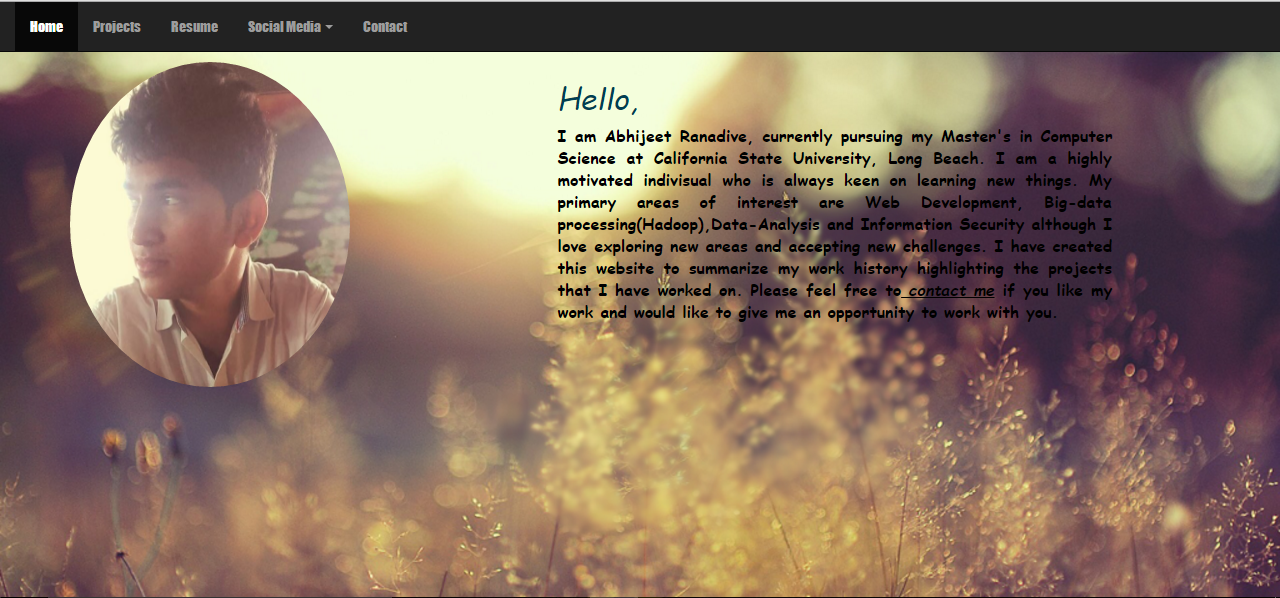 Home Projects Resume Social Media Contact
Hello,
I am Abhijeet Ranadive, currently pursuing my Master's in Computer
Science at California State University, Long Beach. I am a highly
motivated indivisual who is always keen on learning new things. My
primary areas of interest are Web Development, Big-data
processing(Hadoop),Data-Analysis and Information Security although I
love exploring new areas and accepting new challenges. I have created
this website to summarize my work history highlighting the projects
that I have worked on. Please feel free to contact me if you like my
work and would like to give me an opportunity to work with you.